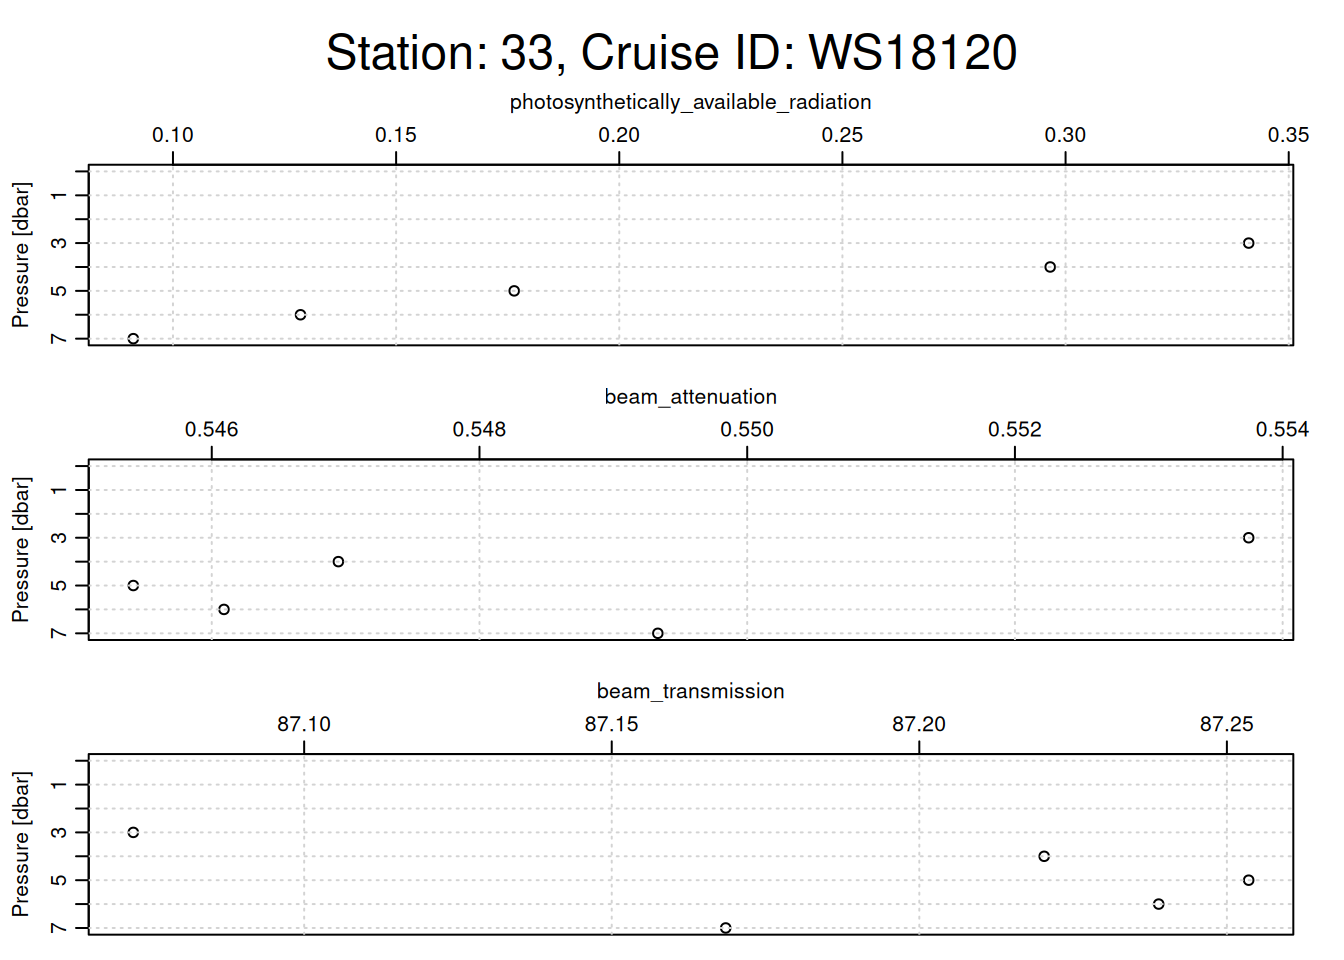 Station: 33, Cruise ID: WS18120
photosynthetically_available_radiation
0.10 0.15 0.20 0.25 0.30 0.35
Pressure [dbar]
1
3
5
7
beam_attenuation
0.546 0.548 0.550 0.552 0.554
Pressure [dbar]
1
3
5
7
beam_transmission
87.10 87.15 87.20 87.25
Pressure [dbar]
1
3
5
7